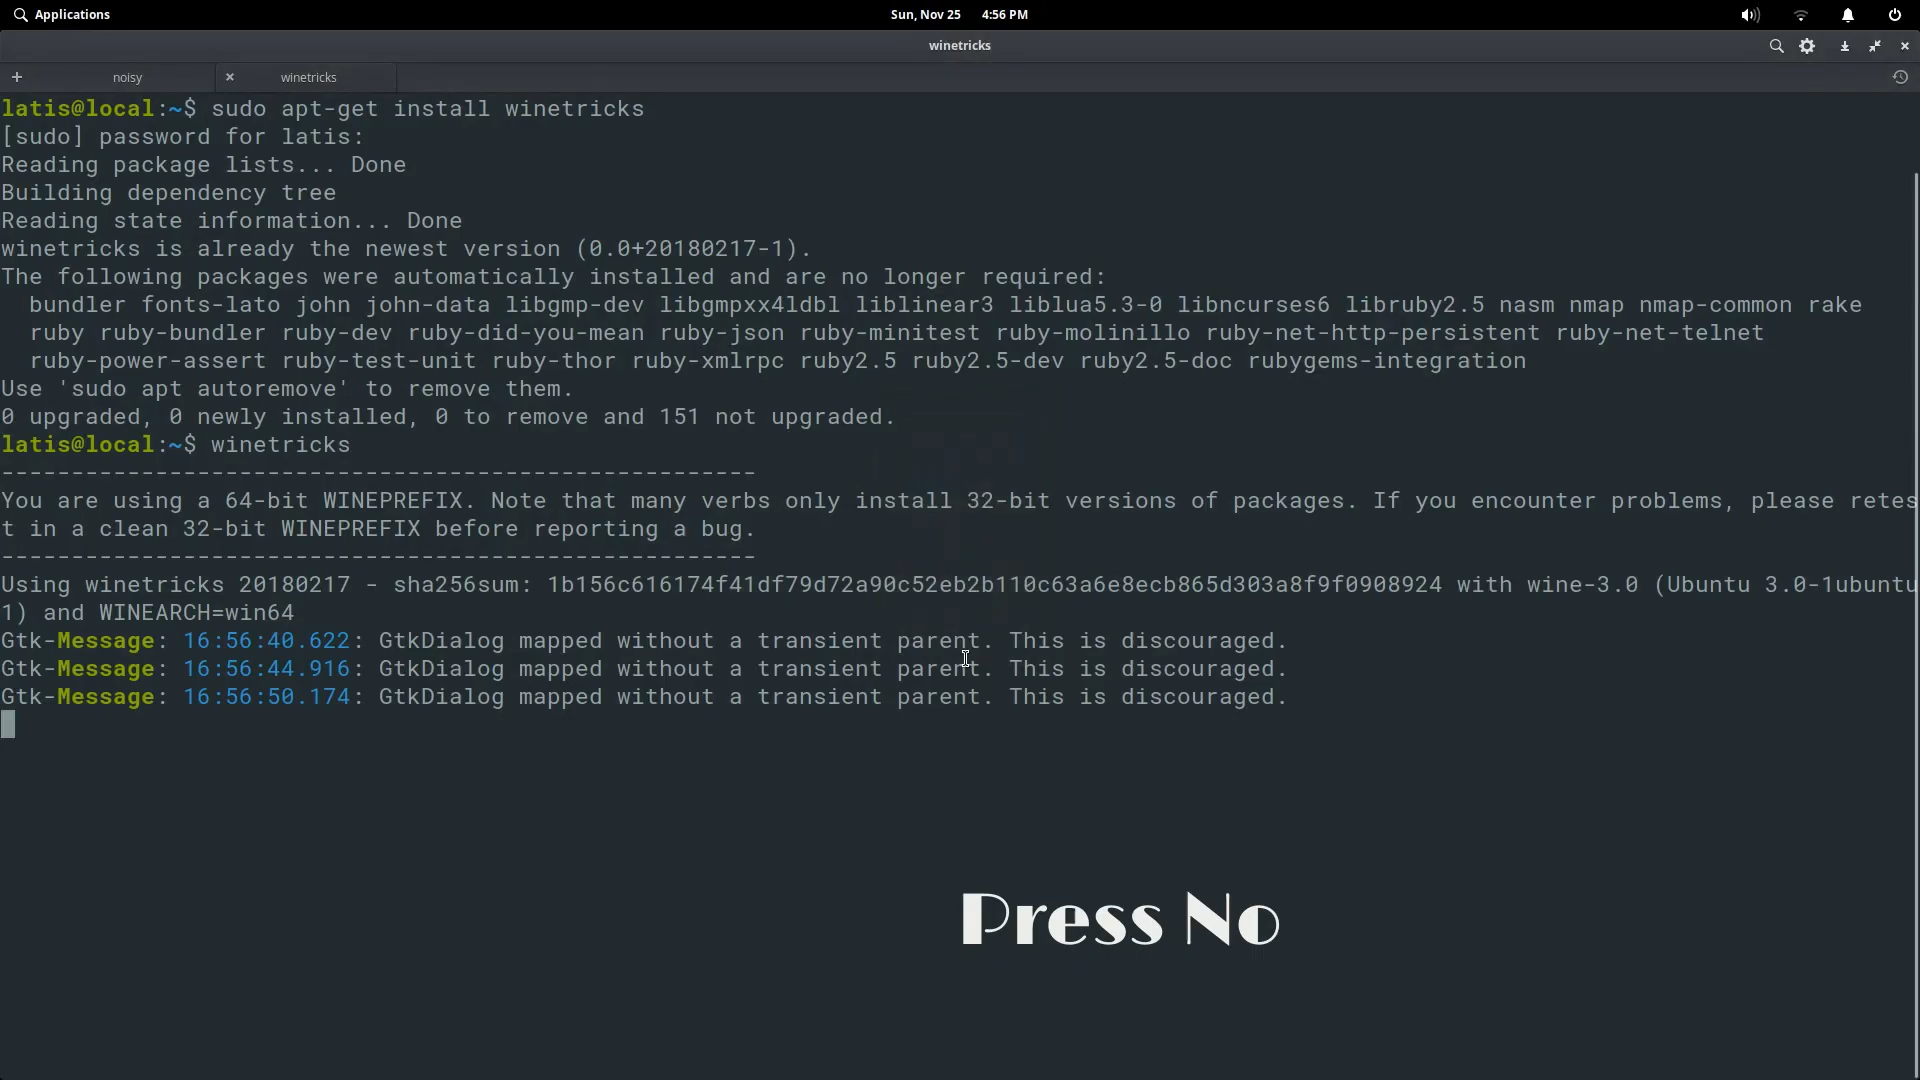 Applications
Sun, Nov 25 4:56 PM
winetricks
noisy
winetricks
latis@local:~$ sudo apt-get install winetricks
[sudo] password for latis:
Reading package lists... Done
Building dependency tree
Reading state information... Done
winetricks is already the newest version (0.0+20180217-1).
The following packages were automatically installed and are no longer required:
  bundler fonts-lato john john-data libgmp-dev libgmpxx4ldbl liblinear3 liblua5.3-0 libncurses6 libruby2.5 nasm nmap nmap-common rake
  ruby ruby-bundler ruby-dev ruby-did-you-mean ruby-json ruby-minitest ruby-molinillo ruby-net-http-persistent ruby-net-telnet
  ruby-power-assert ruby-test-unit ruby-thor ruby-xmlrpc ruby2.5 ruby2.5-dev ruby2.5-doc rubygems-integration
Use 'sudo apt autoremove' to remove them.
0 upgraded, 0 newly installed, 0 to remove and 151 not upgraded.
latis@local:~$ winetricks
------------------------------------------------------
You are using a 64-bit WINEPREFIX. Note that many verbs only install 32-bit versions of packages. If you encounter problems, please retes
t in a clean 32-bit WINEPREFIX before reporting a bug.
------------------------------------------------------
Using winetricks 20180217 - sha256sum: 1b156c616174f41df79d72a90c52eb2b110c63a6e8ecb865d303a8f9f0908924 with wine-3.0 (Ubuntu 3.0-1ubuntu
1) and WINEARCH=win64
Gtk-Message: 16:56:40.622: GtkDialog mapped without a transient parent. This is discouraged.
Gtk-Message: 16:56:44.916: GtkDialog mapped without a transient parent. This is discouraged.
Gtk-Message: 16:56:50.174: GtkDialog mapped without a transient parent. This is discouraged.
Press No